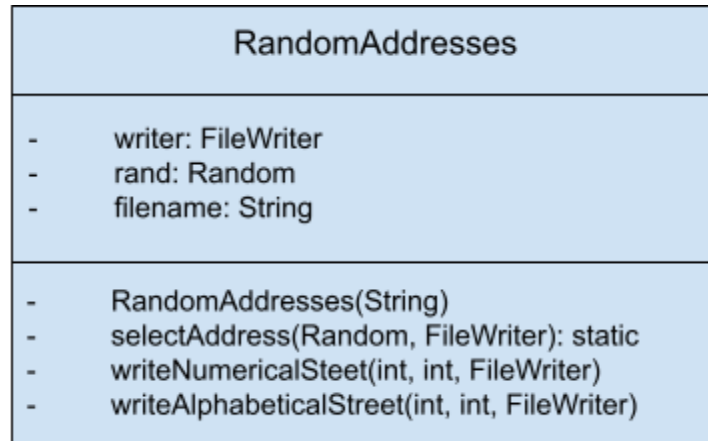 RandomAddresses
- writer: FileWriter
- rand: Random
- filename: String
- RandomAddresses(String)
- selectAddress(Random, FileWriter): static
- writeNumericalSteet(int, int, FileWriter)
- writeAlphabeticalStreet(int, int, FileWriter)